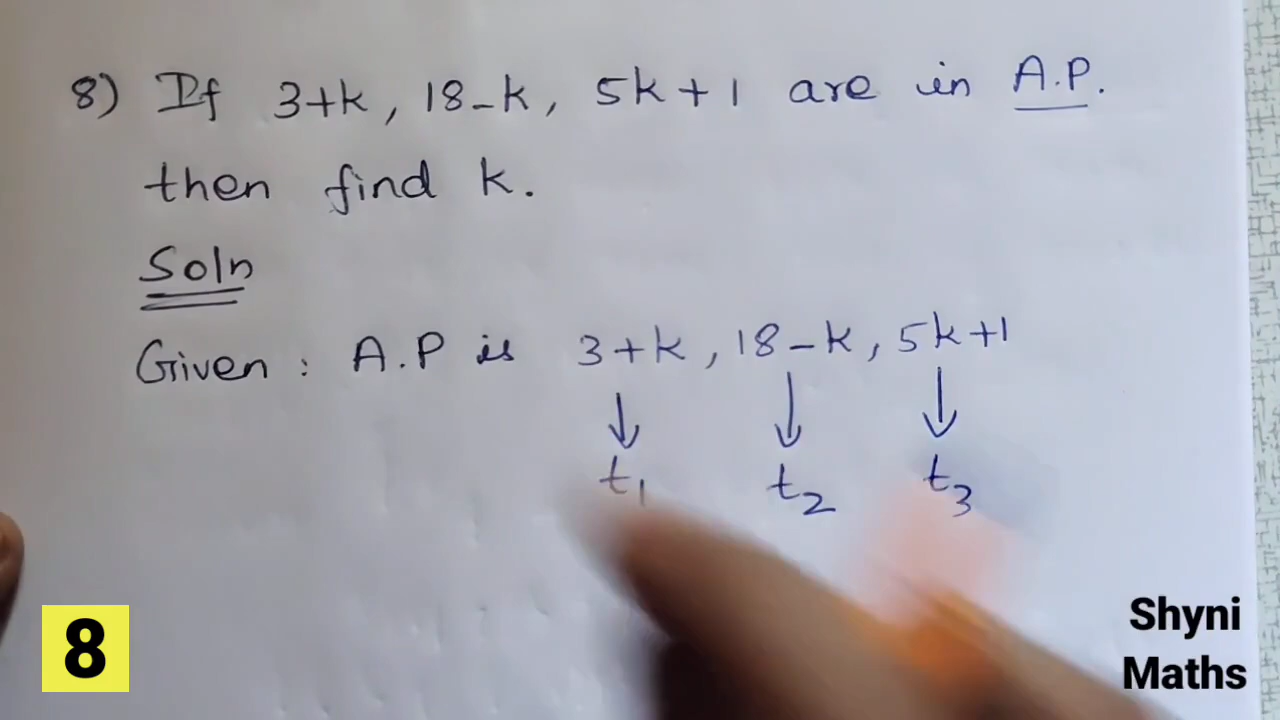 8) If 3+k, 18-k, 5k+1 are in A.P.
then find k.
Soln
Given : A.P is 3+k, 18-k, 5k+1
↓ ↓ ↓
t₁ t₂ t₃
8
Shyni
Maths